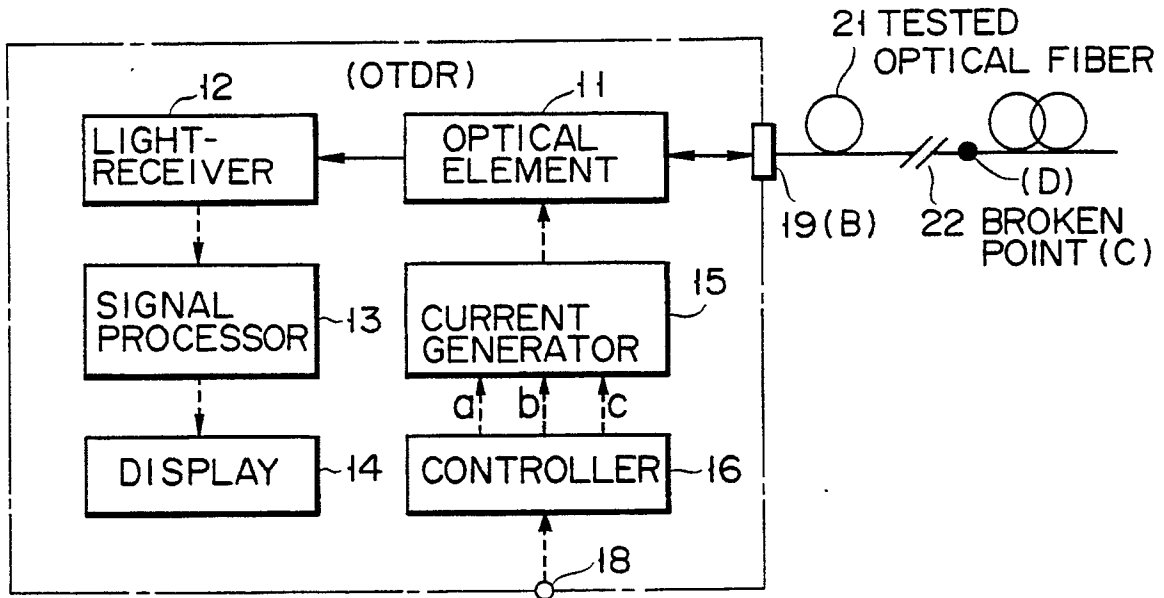 21 TESTED
OPTICAL FIBER
(OTDR)
12
11
LIGHT-
RECEIVER
OPTICAL
ELEMENT
(D)
19(B)
22 BROKEN
POINT(C)
SIGNAL
PROCESSOR
13
CURRENT
GENERATOR
15
a b c
DISPLAY
14
CONTROLLER
16
18